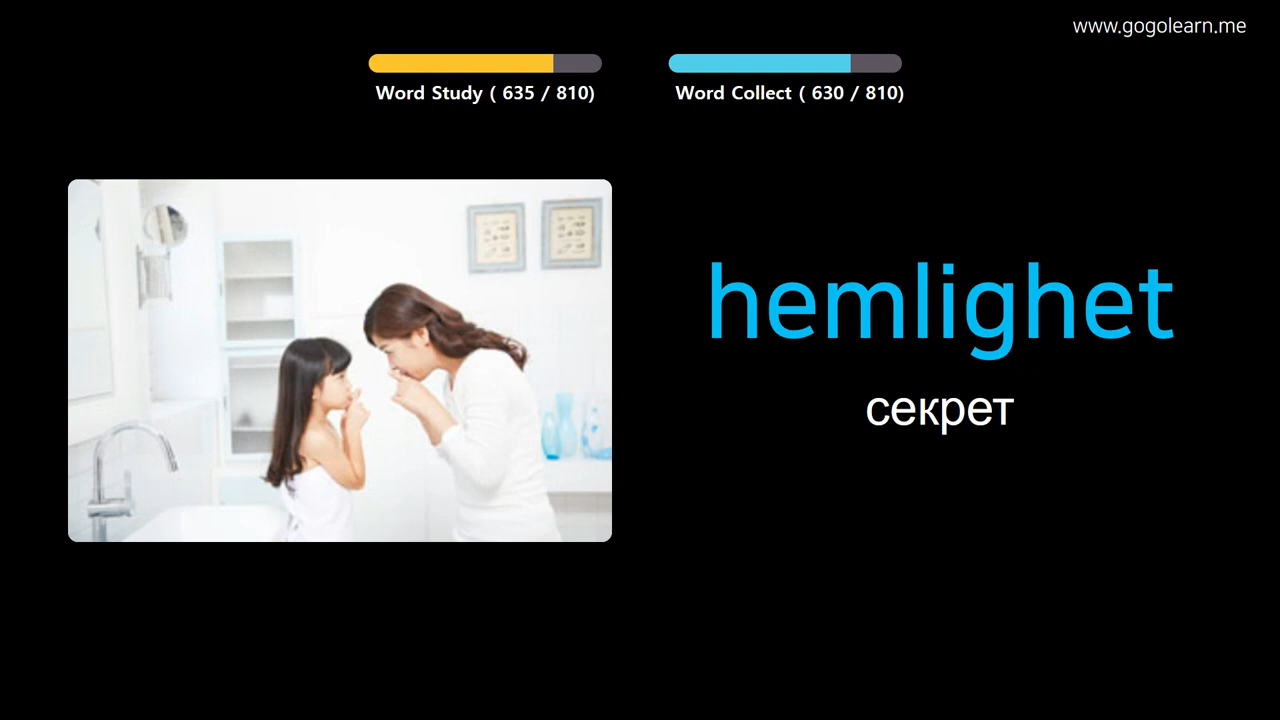 www.gogolearn.me
Word Study ( 635 / 810)
Word Collect ( 630 / 810)
hemlighet
секрет